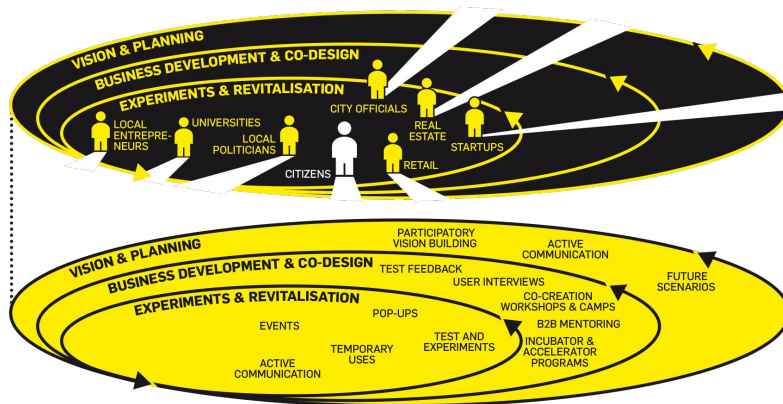 VISION & PLANNING
BUSINESS DEVELOPMENT & CO-DESIGN
EXPERIMENTS & REVITALISATION
CITY OFFICIALS
REAL
ESTATE
STARTUPS
LOCAL
ENTREPRE-
NEURS
UNIVERSITIES
LOCAL
POLITICIANS
CITIZENS
RETAIL
VISION & PLANNING
PARTICIPATORY
VISION BUILDING
ACTIVE
COMMUNICATION
FUTURE
SCENARIOS
BUSINESS DEVELOPMENT & CO-DESIGN
TEST FEEDBACK
USER INTERVIEWS
CO-CREATION
WORKSHOPS & CAMPS
B2B MENTORING
INCUBATOR &
ACCELERATOR
PROGRAMS
EXPERIMENTS & REVITALISATION
POP-UPS
EVENTS
TEST AND
EXPERIMENTS
TEMPORARY
USES
ACTIVE
COMMUNICATION